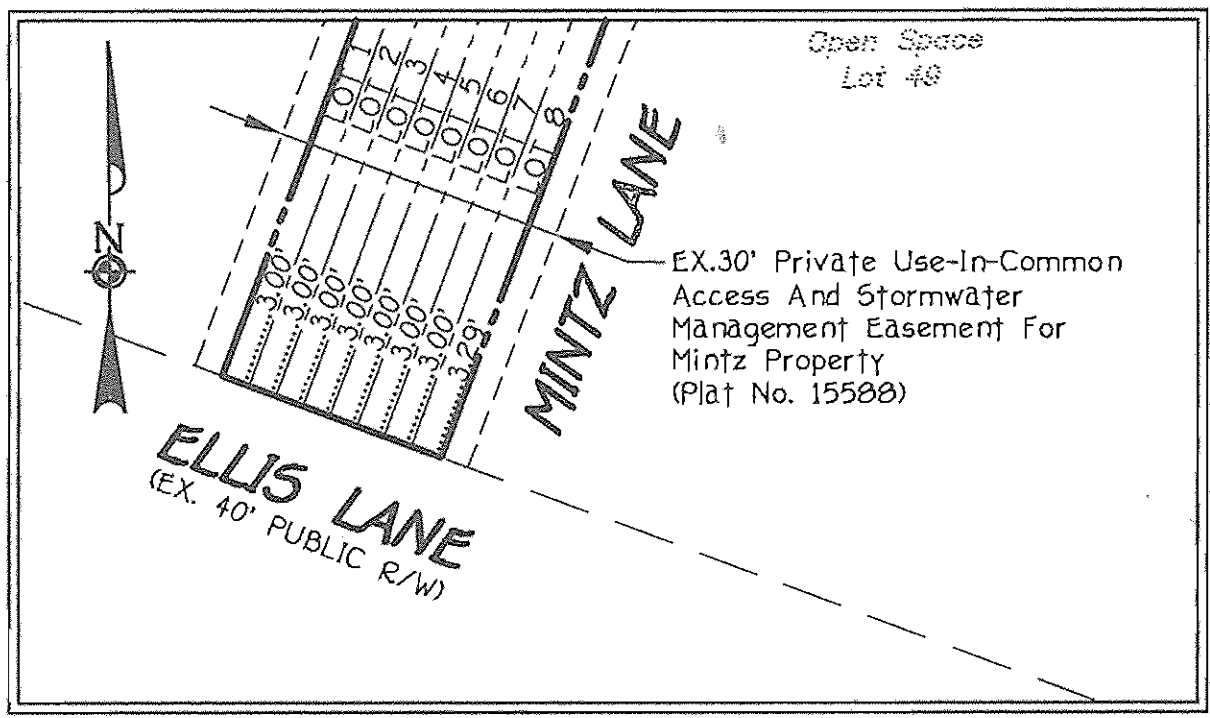 Open Space
Lot 49
LOT 1
LOT 2
LOT 3
LOT 4
LOT 5
LOT 6
LOT 7
LOT 8
N
3.00'
3.00'
3.00'
3.00'
3.00'
3.00'
3.00'
3.29'
MINTZ LANE
EX.30' Private Use-In-Common
Access And Stormwater
Management Easement For
Mintz Property
(Plat No. 15588)
ELLIS LANE
(EX. 40' PUBLIC R/W)